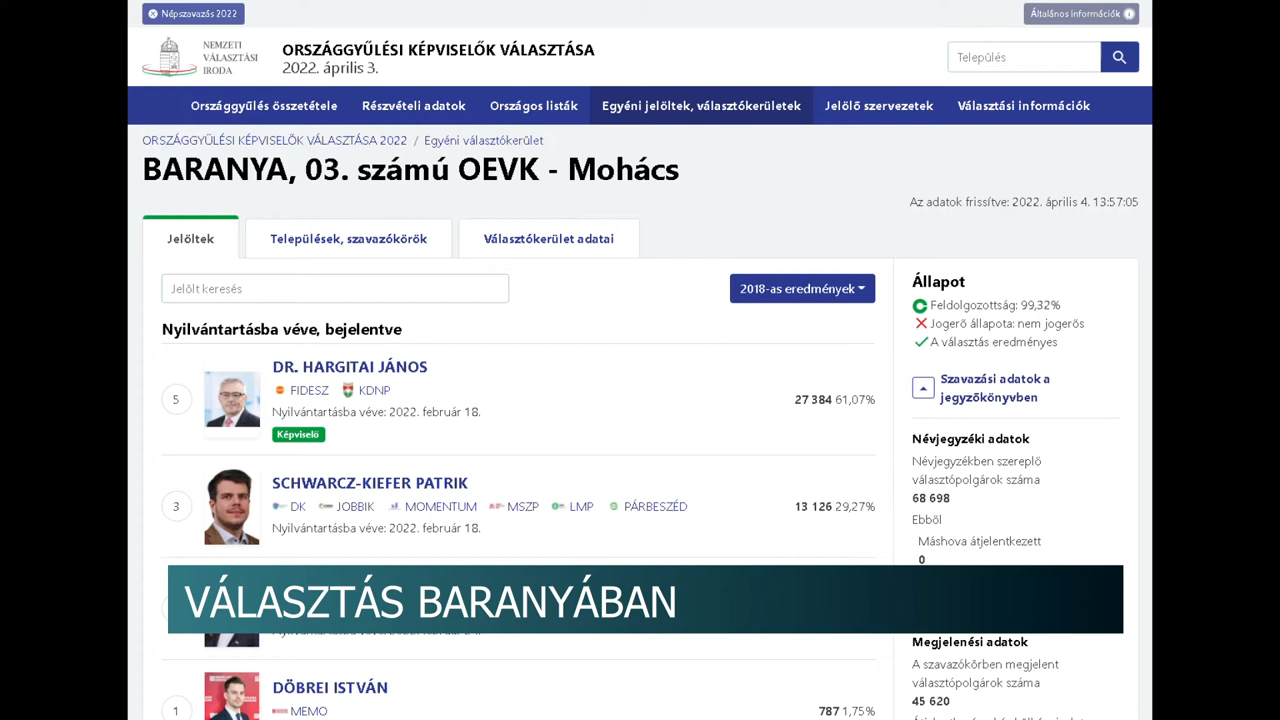 Népszavazás 2022
Általános információk
NEMZETI
VÁLASZTÁSI
IRODA
ORSZÁGGYŰLÉSI KÉPVISELŐK VÁLASZTÁSA
2022. április 3.
Település
Országgyűlés összetétele Részvételi adatok Országos listák Egyéni jelöltek, választókerületek Jelölő szervezetek Választási információk
ORSZÁGGYŰLÉSI KÉPVISELŐK VÁLASZTÁSA 2022 / Egyéni választókerület
BARANYA, 03. számú OEVK - Mohács
Az adatok frissítve: 2022. április 4. 13:57:05
Jelöltek
Települések, szavazókörök
Választókerület adatai
Jelölt keresés
2018-as eredmények
Nyilvántartásba véve, bejelentve
5
DR. HARGITAI JÁNOS
FIDESZ KDNP
Nyilvántartásba véve: 2022. február 18.
Képviselő
27 384 61,07%
3
SCHWARCZ-KIEFER PATRIK
DK JOBBIK MOMENTUM MSZP LMP PÁRBESZÉD
Nyilvántartásba véve: 2022. február 18.
13 126 29,27%
VÁLASZTÁS BARANYÁBAN
1
DÖBREI ISTVÁN
MEMO
787 1,75%
Állapot
Feldolgozottság: 99,32%
Jogerő állapota: nem jogerős
A választás eredményes
Szavazási adatok a
jegyzőkönyvben
Névjegyzéki adatok
Névjegyzékben szereplő
választópolgárok száma
68 698
Ebből
Máshova átjelentkezett
0
Megjelenési adatok
A szavazókörben megjelent
választópolgárok száma
45 620